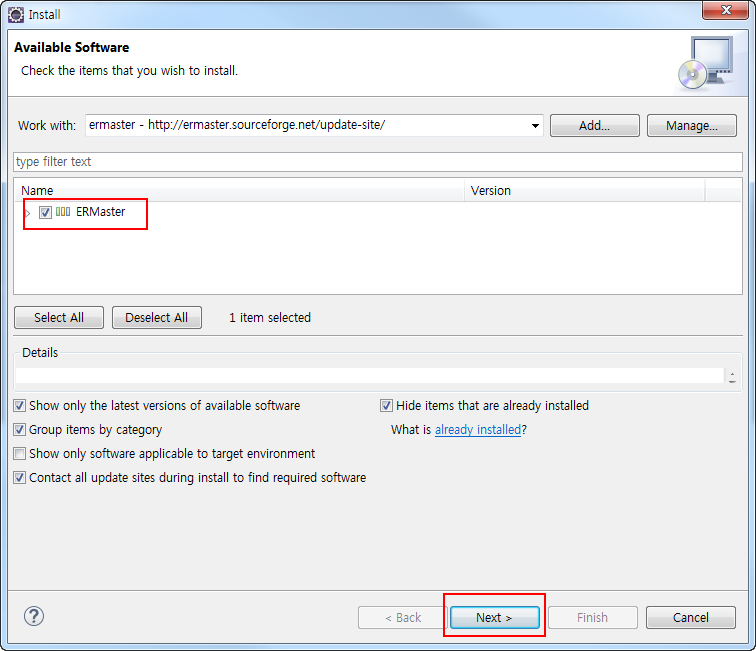 Install
Available Software
Check the items that you wish to install.
Work with: ermaster - http://ermaster.sourceforge.net/update-site/ Add... Manage...
type filter text
Name Version
ERMaster
Select All Deselect All 1 item selected
Details
Show only the latest versions of available software Hide items that are already installed
Group items by category What is already installed?
Show only software applicable to target environment
Contact all update sites during install to find required software
? < Back Next > Finish Cancel